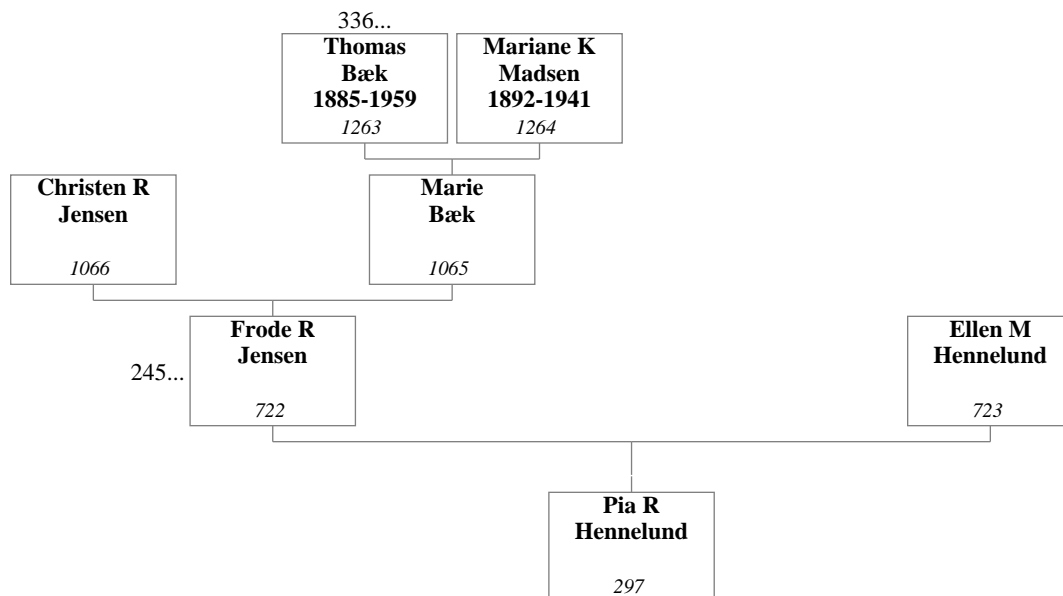 336...
Thomas
Bæk
1885-1959
1263
Mariane K
Madsen
1892-1941
1264
Christen R
Jensen
1066
Marie
Bæk
1065
245...
Frode R
Jensen
722
Ellen M
Hennelund
723
Pia R
Hennelund
297